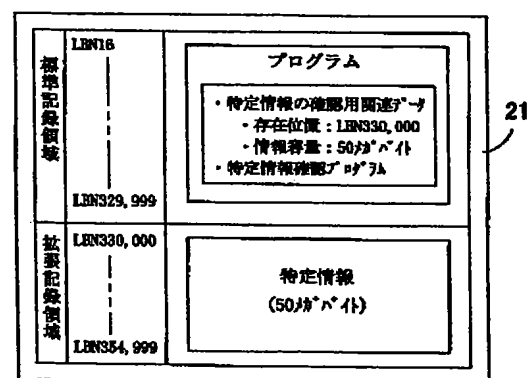 標準記録領域
LBN16
LBN329,999
プログラム
・特定情報の確認用関連ﾃﾞｰﾀ
・存在位置：LBN330,000
・情報容量：50ﾒｶﾞﾊﾞｲﾄ
・特定情報確認ﾌﾟﾛｸﾞﾗﾑ
21
拡張記録領域
LBN330,000
LBN354,999
特定情報
(50ﾒｶﾞﾊﾞｲﾄ)